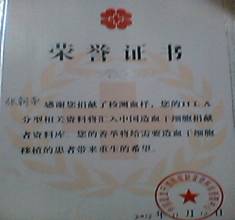 荣誉证书
感谢您捐献了检测血样，您的HLA
分型相关资料将汇入中国造血干细胞捐献
者资料库。您的善举将给需要造血干细胞
移植的患者带来重生的希望。